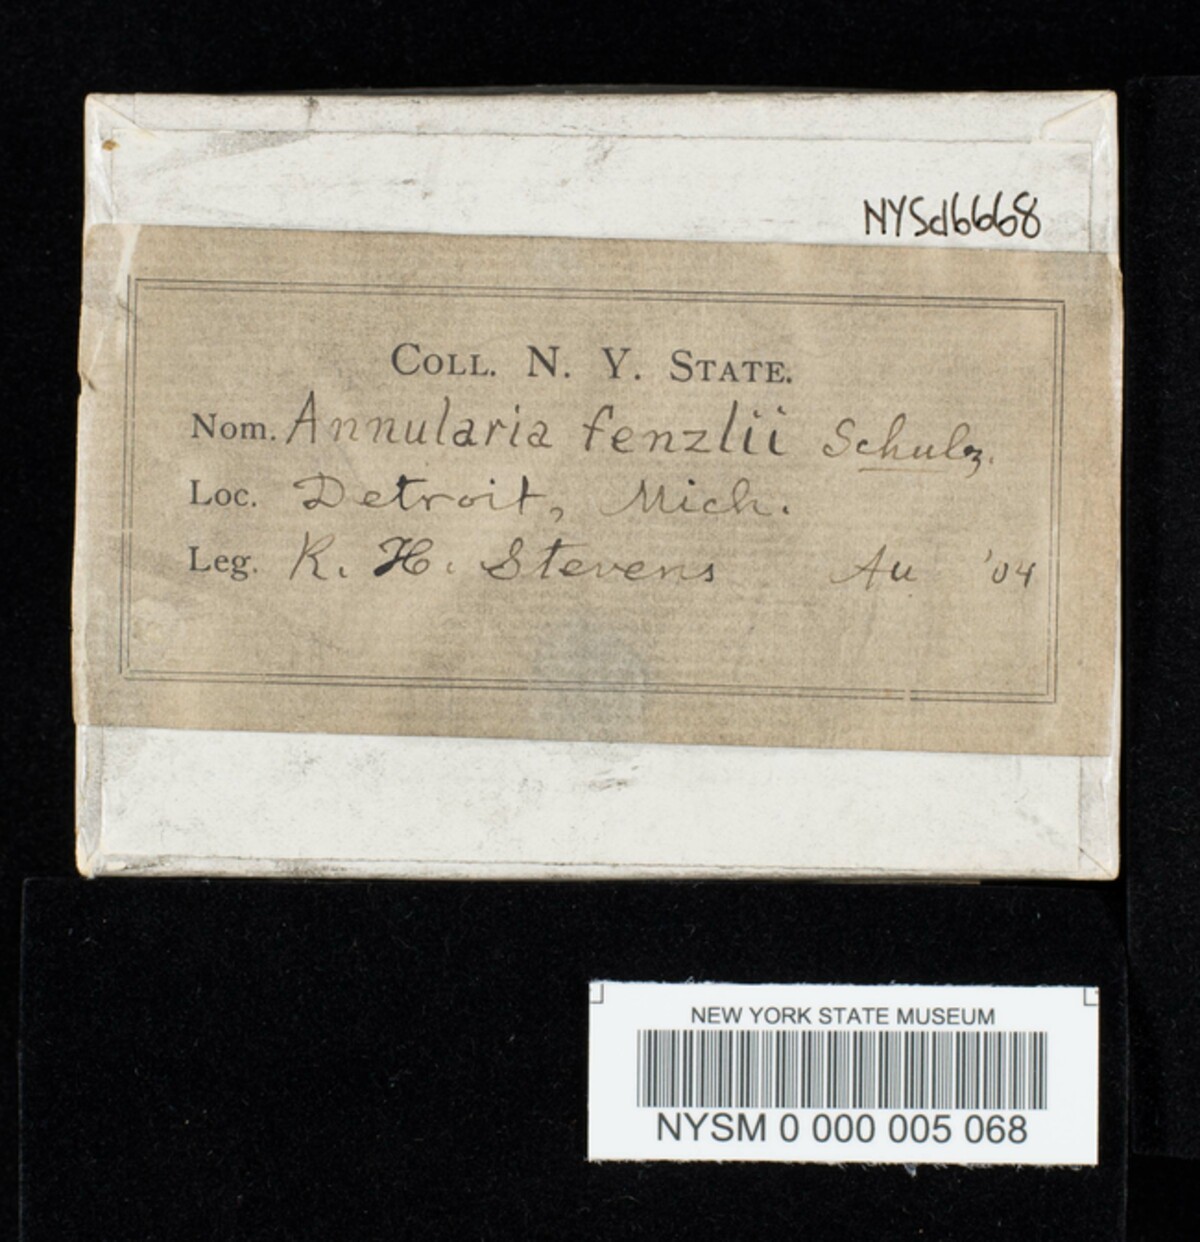 NYSd6668
COLL. N. Y. STATE.
Nom. Annularia fenzlii Schulz.
Loc. Detroit, Mich.
Leg. R. H. Stevens Au '04
NEW YORK STATE MUSEUM
NYSM 0 000 005 068